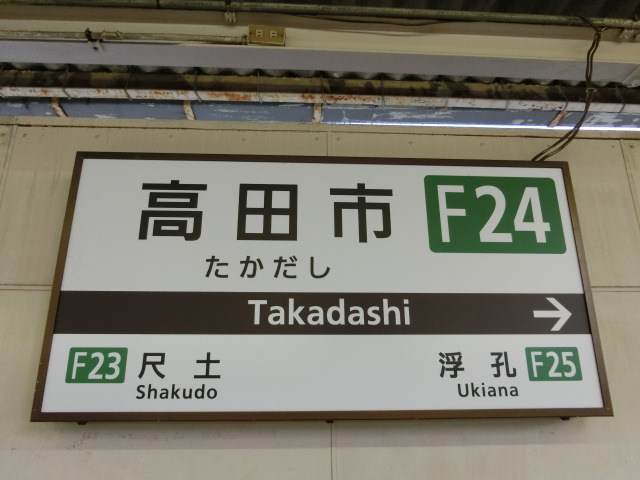 高田市 F24
たかだし
Takadashi →
F23 尺土 浮孔 F25
Shakudo Ukiana